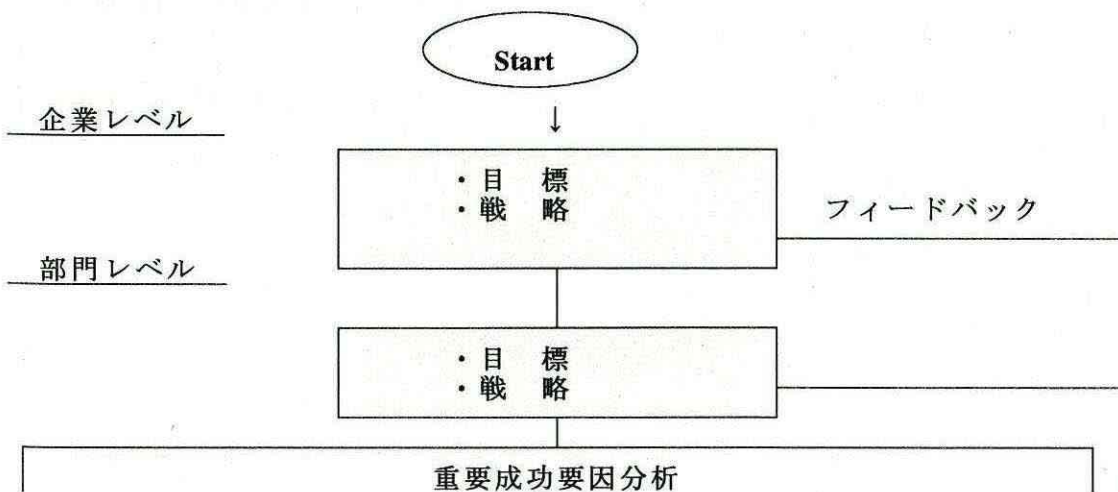 Start
企業レベル
↓
・目　標
・戦　略
フィードバック
部門レベル
・目　標
・戦　略
重要成功要因分析